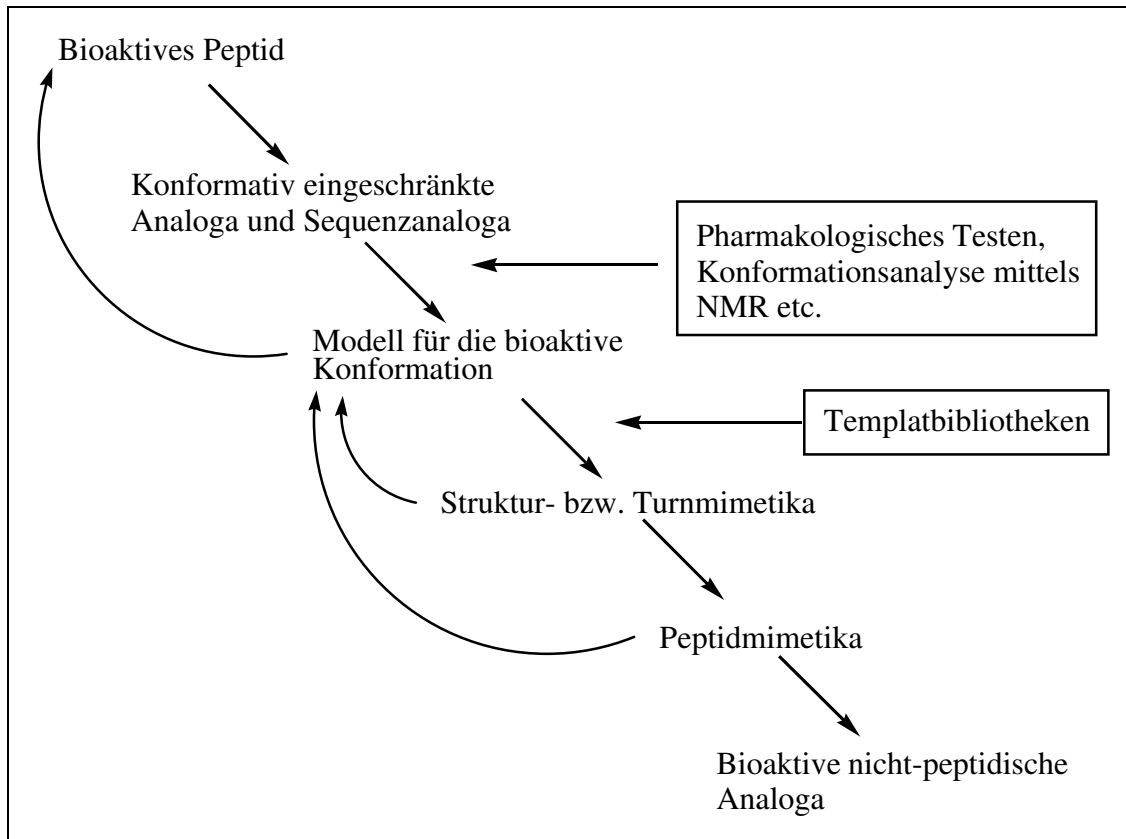 Bioaktives Peptid
Konformativ eingeschränkte
Analoga und Sequenzanaloga
Pharmakologisches Testen,
Konformationsanalyse mittels
NMR etc.
Modell für die bioaktive
Konformation
Templatbibliotheken
Struktur- bzw. Turnmimetika
Peptidmimetika
Bioaktive nicht-peptidische
Analoga